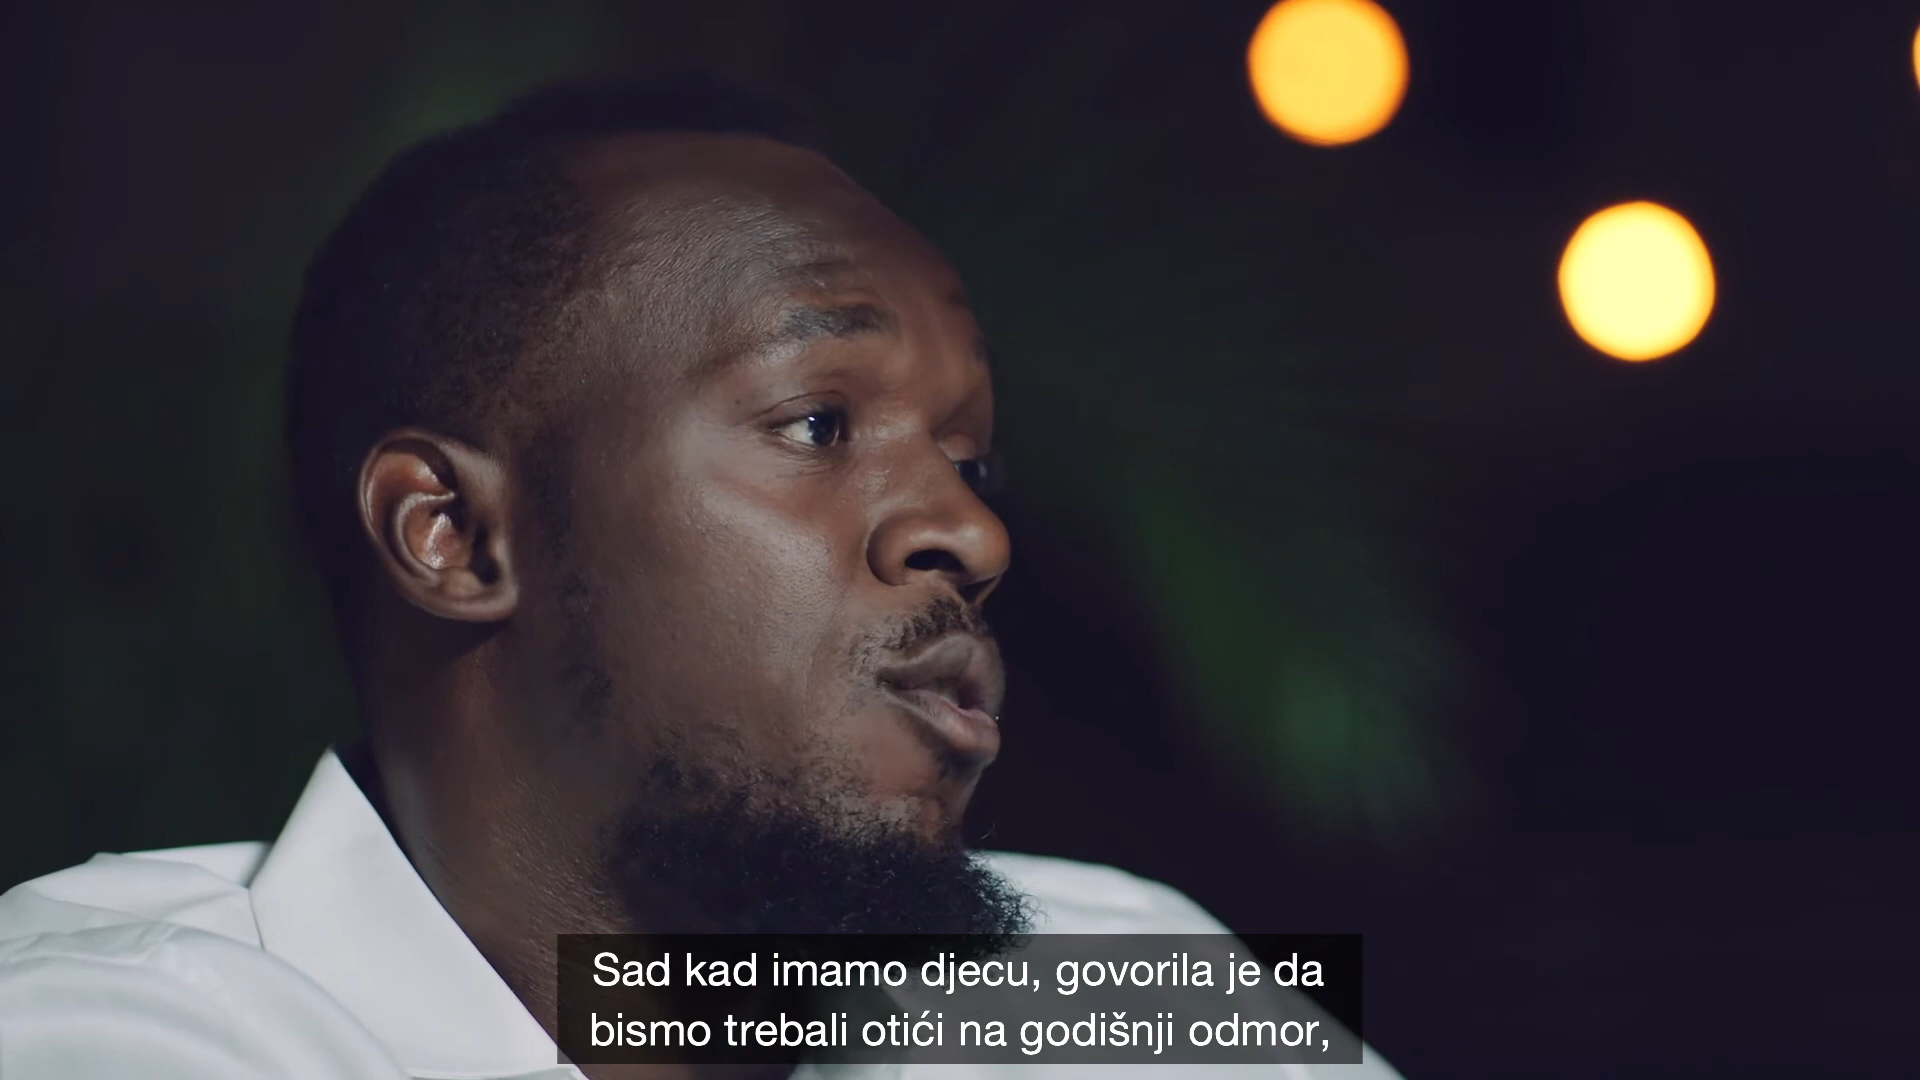 Sad kad imamo djecu, govorila je da
bismo trebali otići na godišnji odmor,